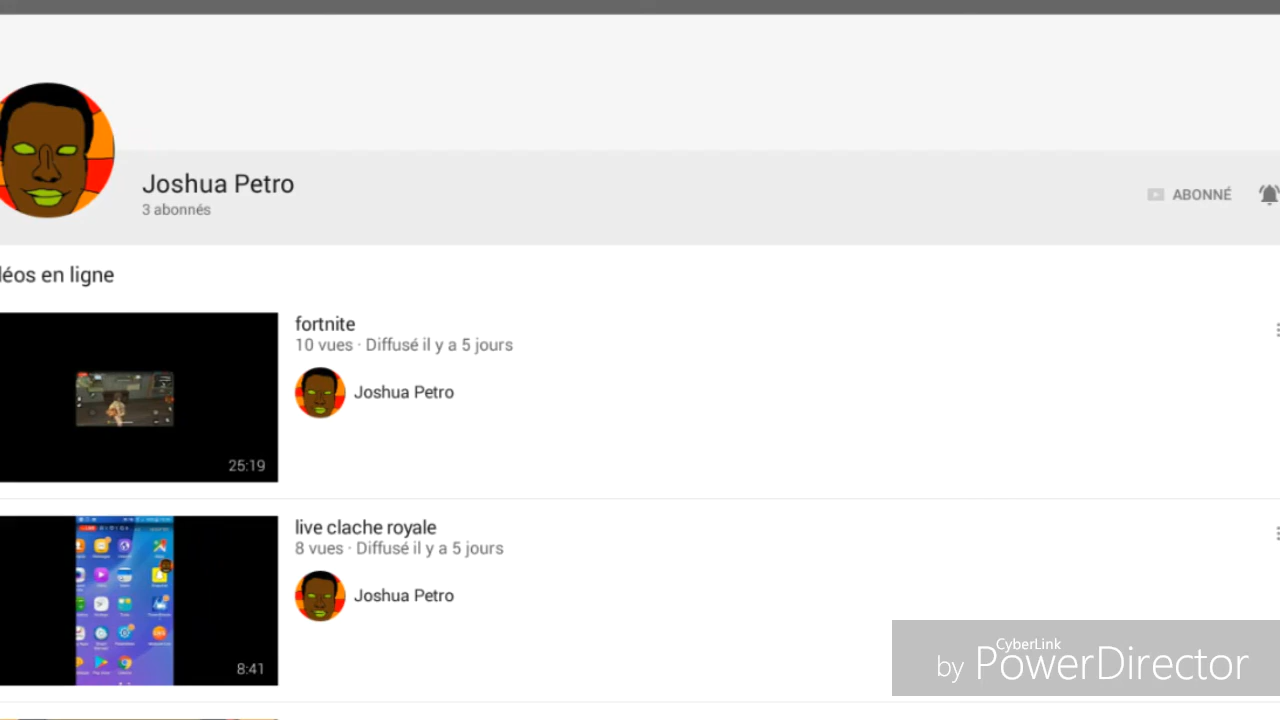 Joshua Petro
3 abonnés
ABONNÉ
déos en ligne
fortnite
10 vues · Diffusé il y a 5 jours
Joshua Petro
25:19
live clache royale
8 vues · Diffusé il y a 5 jours
Joshua Petro
8:41
CyberLink
by PowerDirector